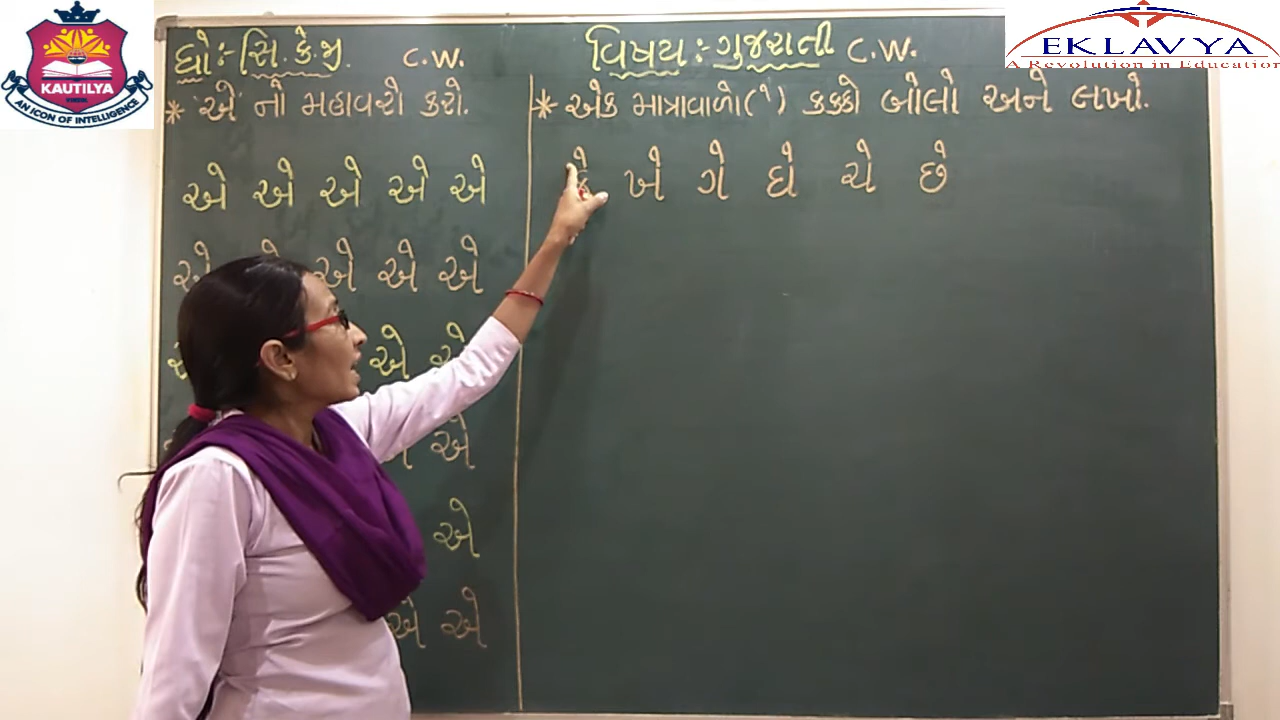 KAUTILYA
AN ICON OF INTELLIGENCE
EKLAVYA
A Revolution in Education
ધો:- સિ.કે.જી. C.W.
* 'એ' નો મહાવરો કરો.
એ એ એ એ એ
એ એ એ એ
એ એ
એ એ
એ
એ એ
વિષય:- ગુજરાતી C.W.
* એક માત્રાવાળો (ે) કક્કો બોલો અને લખો.
કે ખે ગે ઘે ચે છે